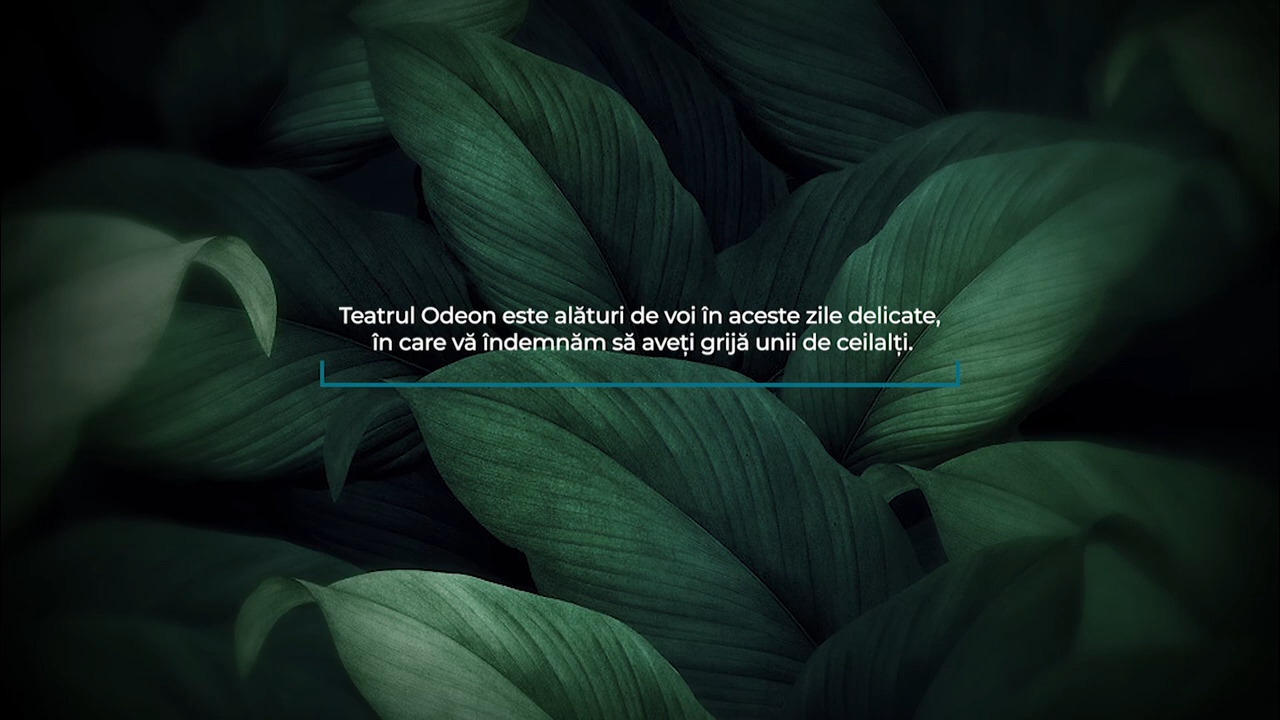 Teatrul Odeon este alături de voi în aceste zile delicate,
în care vă îndemnăm să aveți grijă unii de ceilalți.